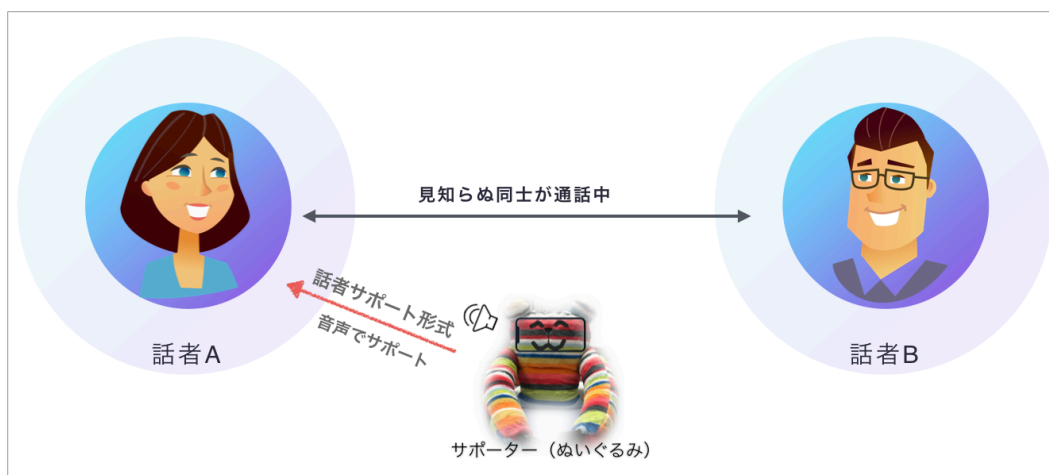 見知らぬ同士が通話中
話者サポート形式
音声でサポート
話者A
話者B
サポーター（ぬいぐるみ）